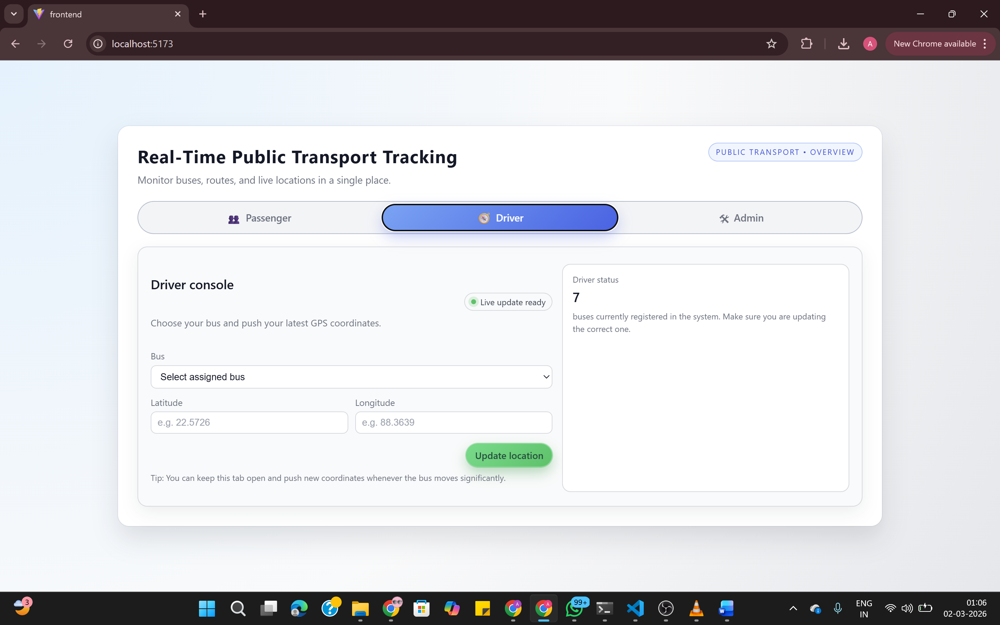 frontend
localhost:5173
A
New Chrome available
Real-Time Public Transport Tracking
PUBLIC TRANSPORT • OVERVIEW
Monitor buses, routes, and live locations in a single place.
Passenger
Driver
Admin
Driver console
Live update ready
Choose your bus and push your latest GPS coordinates.
Bus
Select assigned bus
Latitude
Longitude
e.g. 22.5726
e.g. 88.3639
Update location
Tip: You can keep this tab open and push new coordinates whenever the bus moves significantly.
Driver status
7
buses currently registered in the system. Make sure you are updating
the correct one.
3
A
A
99+
W
ENG
IN
01:06
02-03-2026